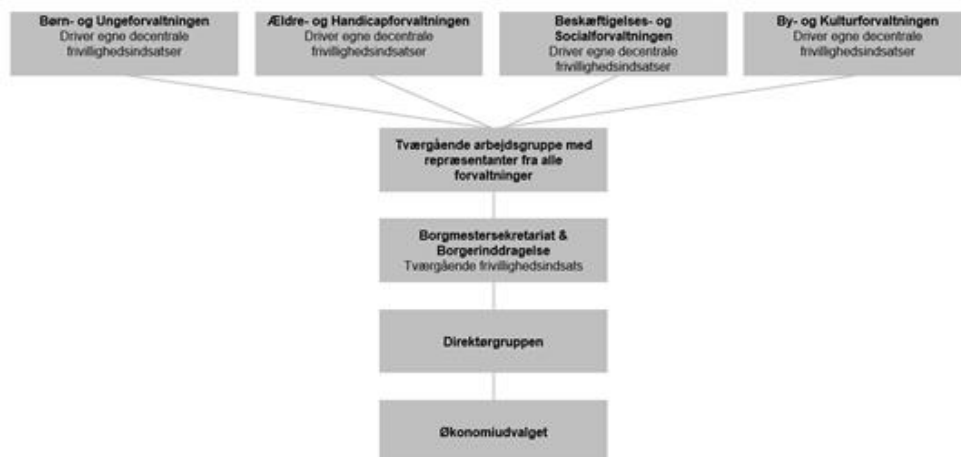 Børn- og Ungeforvaltningen
Driver egne decentrale
frivillighedsindsatser
Ældre- og Handicapforvaltningen
Driver egne decentrale
frivillighedsindsatser
Beskæftigelses- og
Socialforvaltningen
Driver egne decentrale
frivillighedsindsatser
By- og Kulturforvaltningen
Driver egne decentrale
frivillighedsindsatser
Tværgående arbejdsgruppe med
repræsentanter fra alle
forvaltninger
Borgmestersekretariat &
Borgerinddragelse
Tværgående frivillighedsindsats
Direktørgruppen
Økonomiudvalget